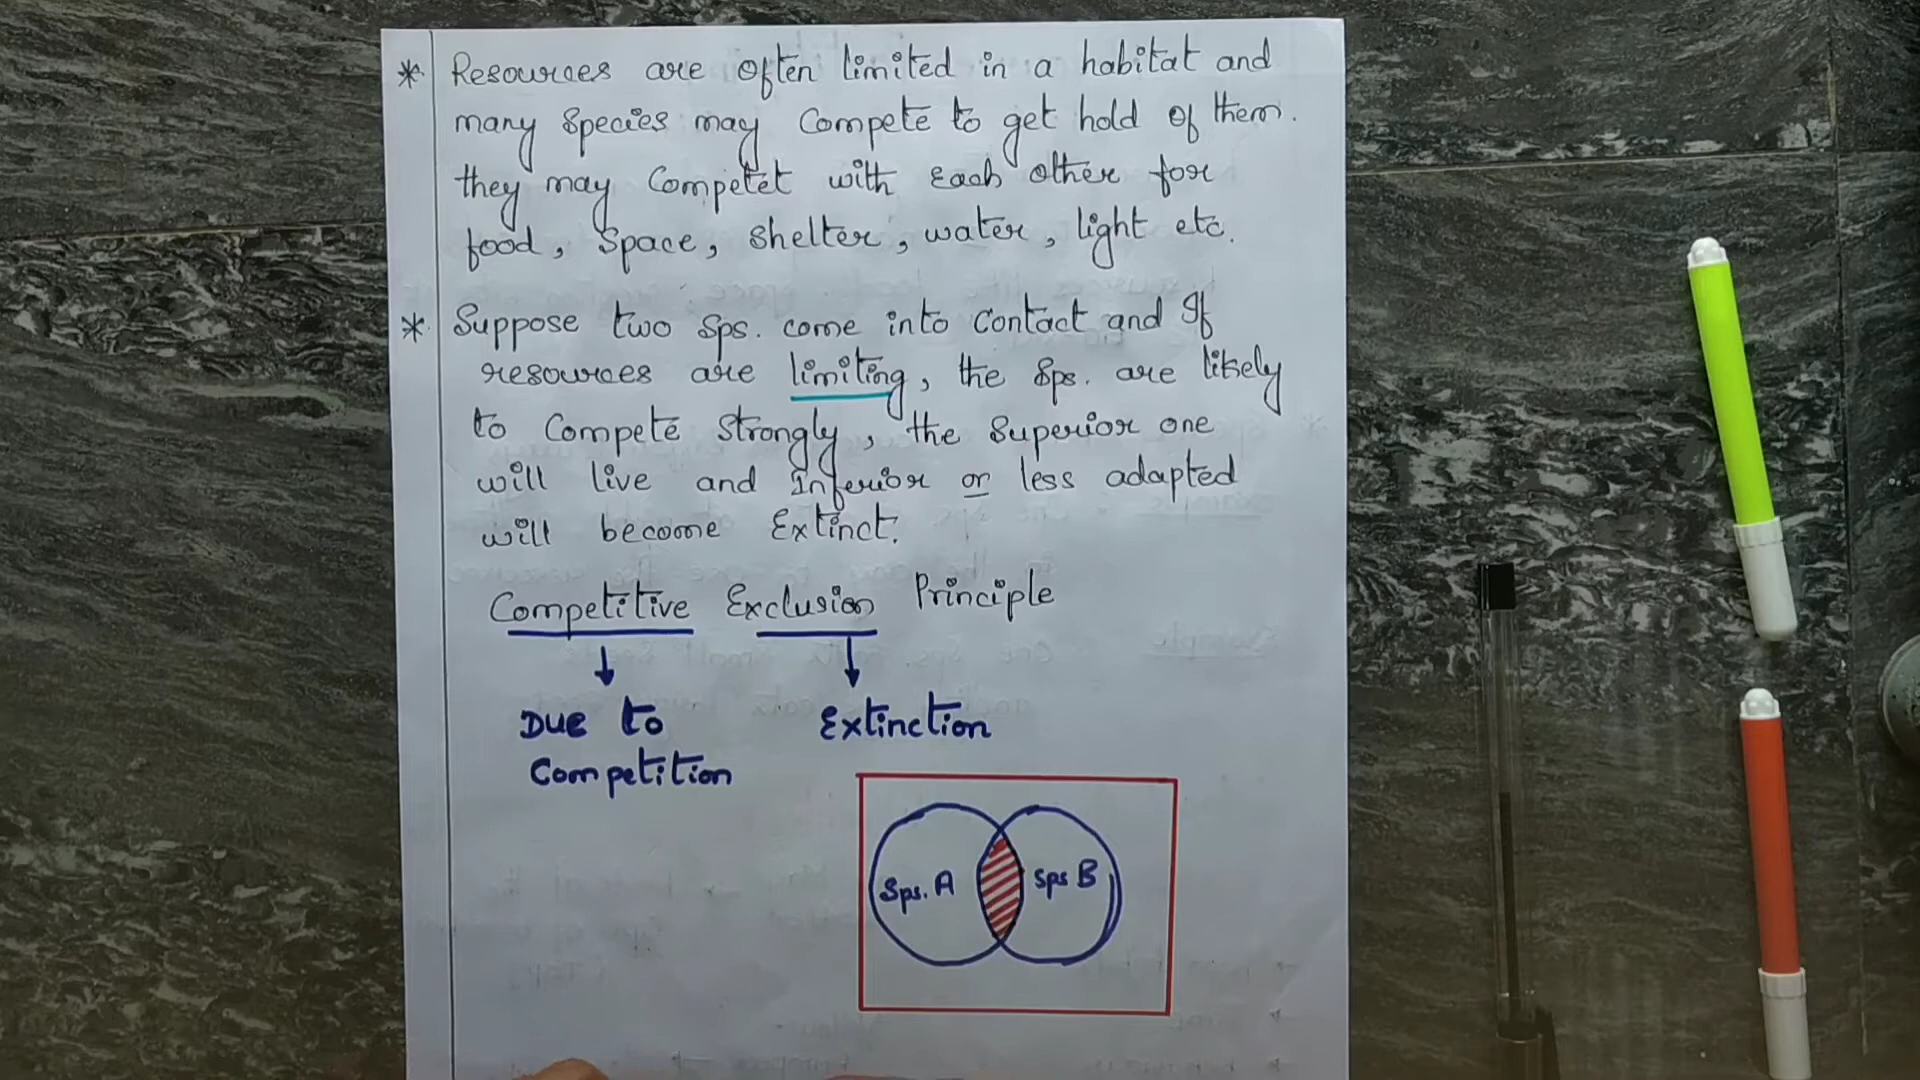 * Resources are often limited in a habitat and
many species may compete to get hold of them.
they may competet with each other for
food, space, shelter, water, light etc.
* Suppose two sps. come into contact and If
resources are limiting, the sps. are likely
to compete strongly, the superior one
will live and inferior or less adapted
will become Extinct.
Competitive Exclusion Principle
Due to Extinction
Competition
Sps. A Sps B